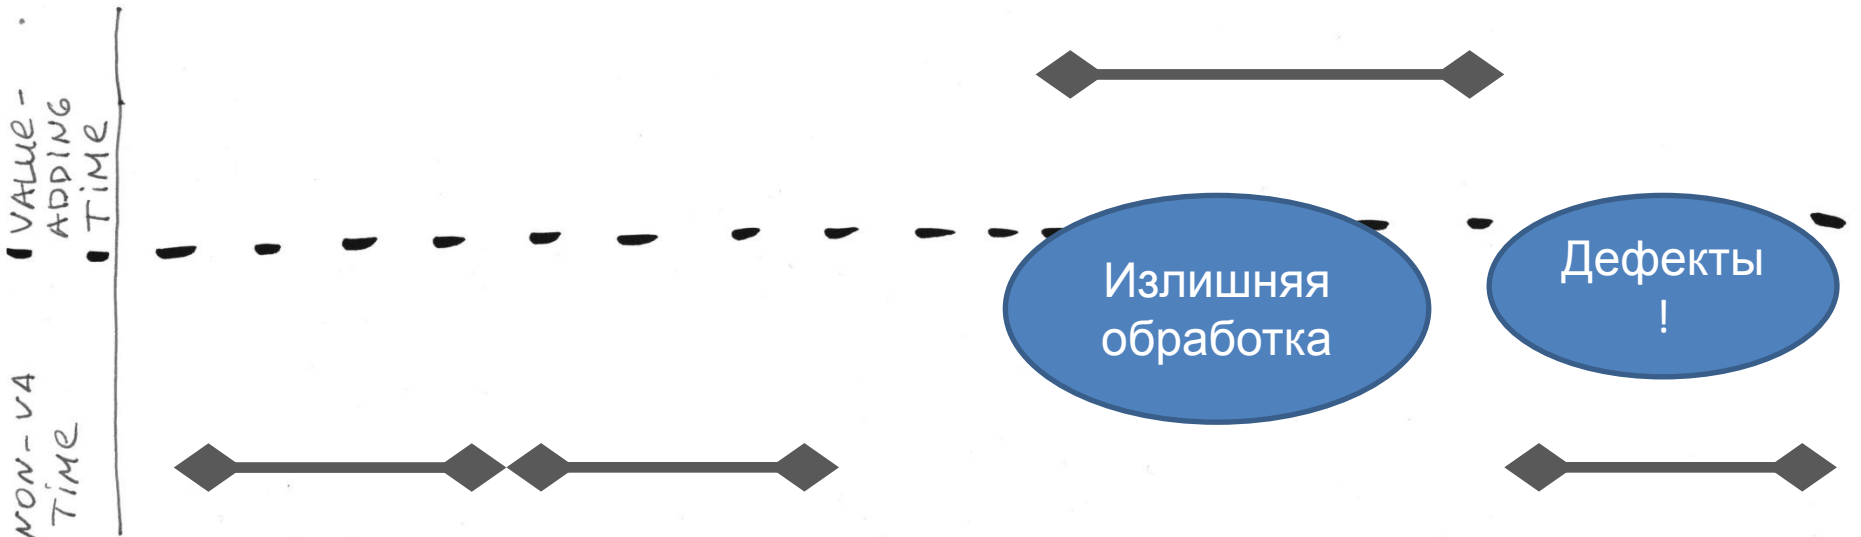 VALUE-
ADDING
TIME
NON-VA
TIME
Излишняя
обработка
Дефекты
!